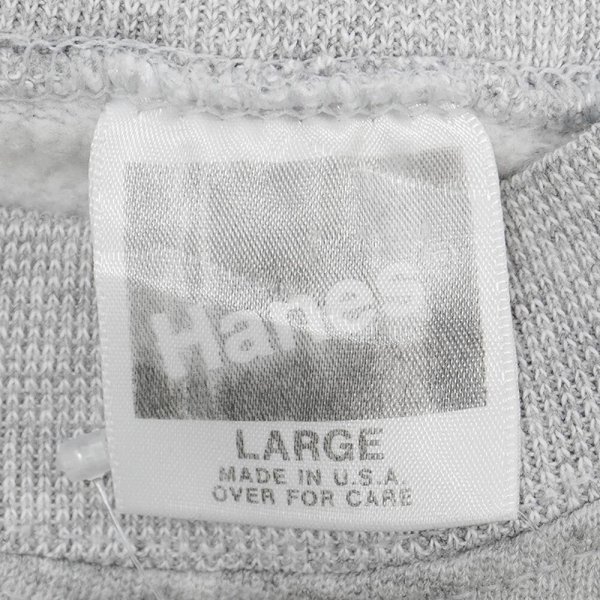 Hanes
LARGE
MADE IN U.S.A.
OVER FOR CARE